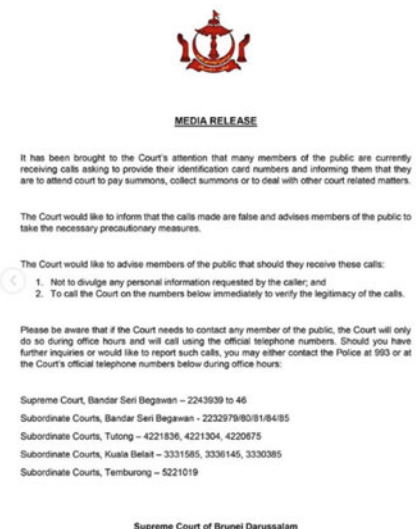 MEDIA RELEASE
It has been brought to the Court's attention that many members of the public are currently
receiving calls asking to provide their identification card numbers and informing them that they
are to attend court to pay summons, collect summons or to deal with other court related matters.
The Court would like to inform that the calls made are false and advises members of the public to
take the necessary precautionary measures.
The Court would like to advise members of the public that should they receive these calls:
1. Not to divulge any personal information requested by the caller; and
2. To call the Court on the numbers below immediately to verify the legitimacy of the calls.
Please be aware that if the Court needs to contact any member of the public, the Court will only
do so during office hours and will call using the official telephone numbers. Should you have
further inquiries or would like to report such calls, you may either contact the Police at 993 or at
the Court's official telephone numbers below during office hours:
Supreme Court, Bandar Seri Begawan – 2243939 to 46
Subordinate Courts, Bandar Seri Begawan - 2232979/80/81/84/85
Subordinate Courts, Tutong – 4221836, 4221304, 4220675
Subordinate Courts, Kuala Belait – 3331585, 3336145, 3330385
Subordinate Courts, Temburong – 5221019
Supreme Court of Brunei Darussalam